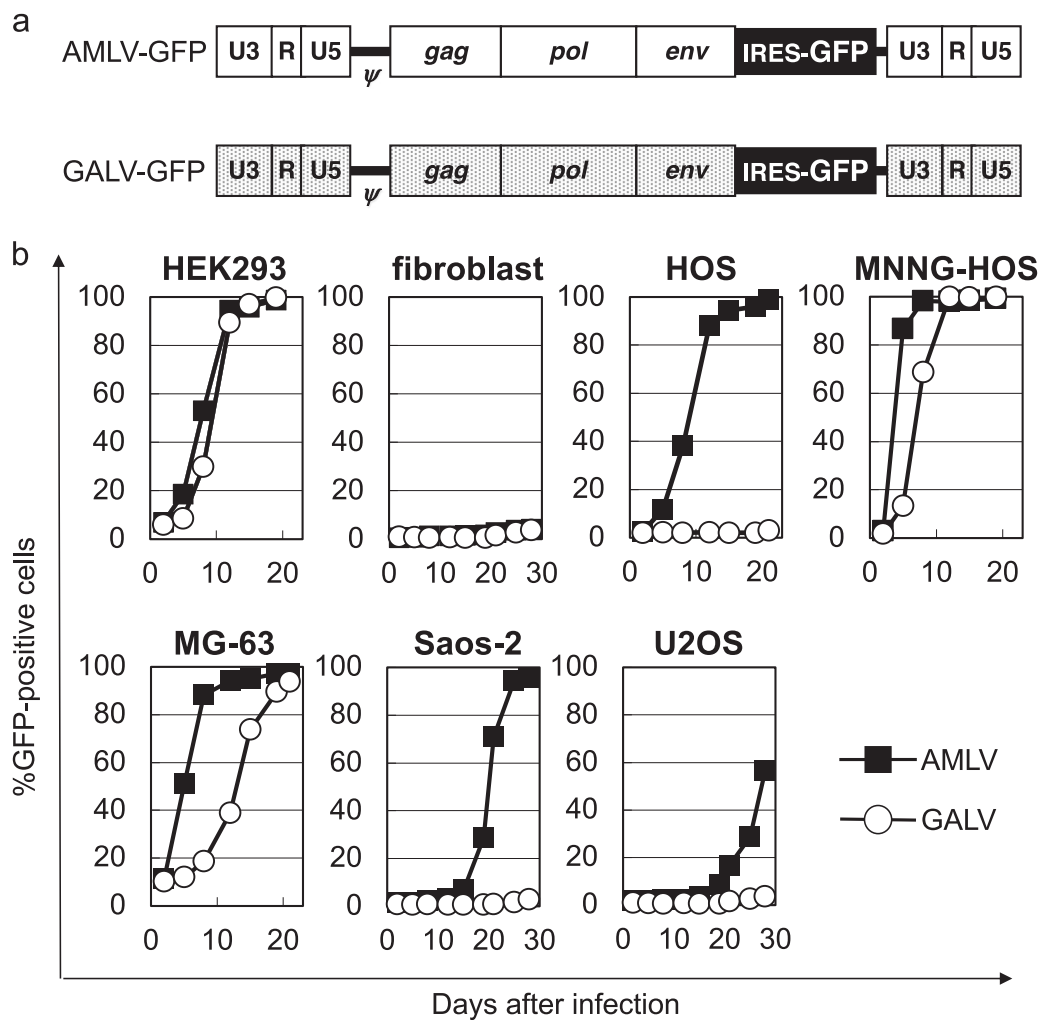 a
AMLV-GFP U3 R U5 gag pol env IRES-GFP U3 R U5
ψ
GALV-GFP U3 R U5 gag pol env IRES-GFP U3 R U5
ψ
b
HEK293 fibroblast HOS MNNG-HOS
100 100 100 100
80 80 80 80
60 60 60 60
40 40 40 40
20 20 20 20
0 0 0 0
0 10 20 0 10 20 30 0 10 20 0 10 20
MG-63 Saos-2 U2OS
100 100 100
80 80 80
60 60 60
40 40 40
20 20 20
0 0 0
0 10 20 0 10 20 30 0 10 20 30
AMLV
GALV
%GFP-positive cells
Days after infection